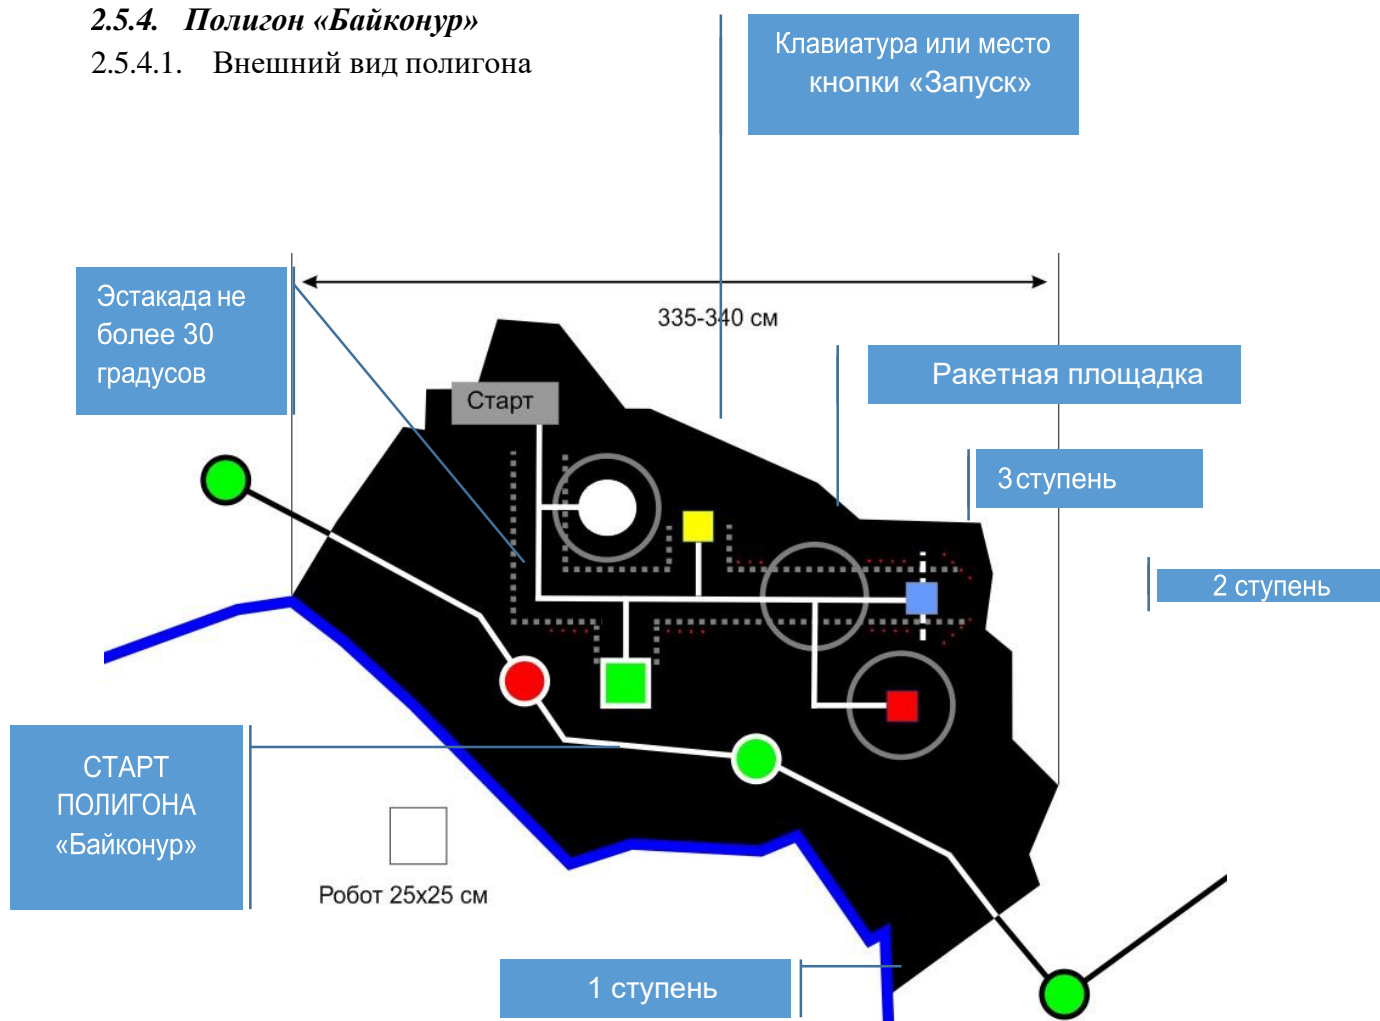 2.5.4. Полигон «Байконур»
2.5.4.1. Внешний вид полигона
Клавиатура или место
кнопки «Запуск»
Эстакада не
более 30
градусов
335-340 см
Ракетная площадка
Старт
3 ступень
2 ступень
СТАРТ
ПОЛИГОНА
«Байконур»
Робот 25х25 см
1 ступень